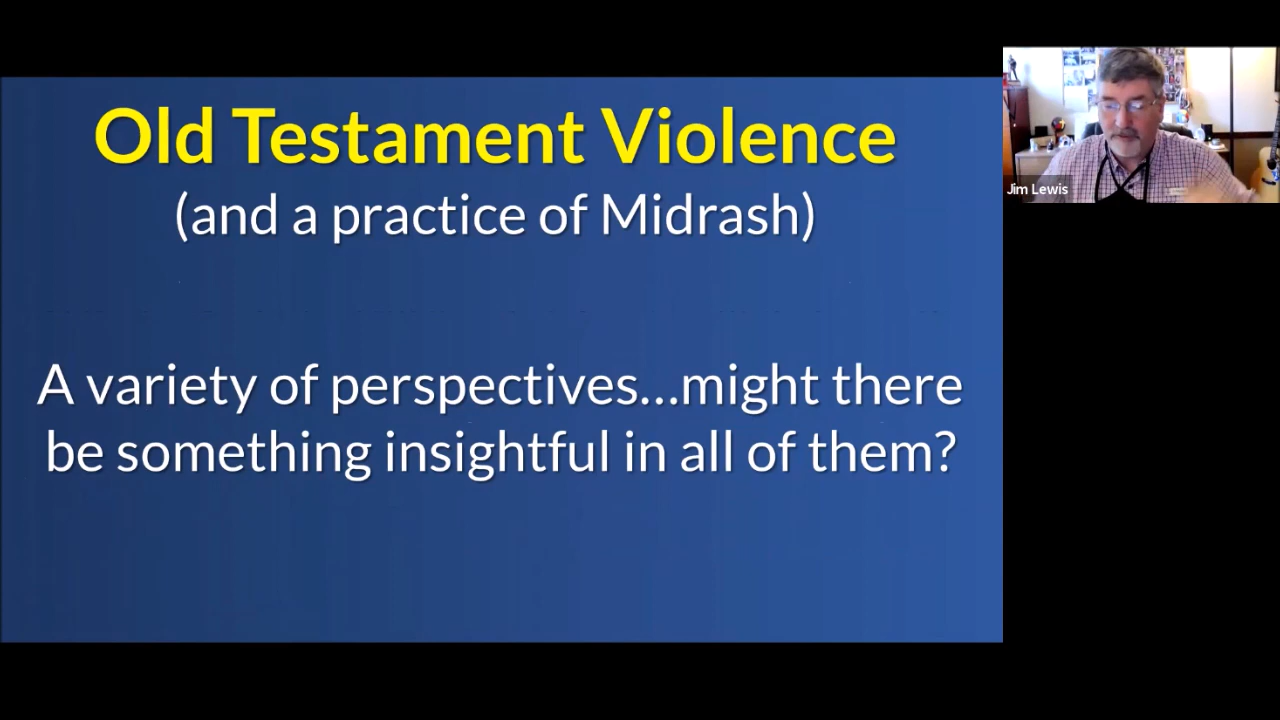 Old Testament Violence
(and a practice of Midrash)
A variety of perspectives...might there
be something insightful in all of them?
Jim Lewis